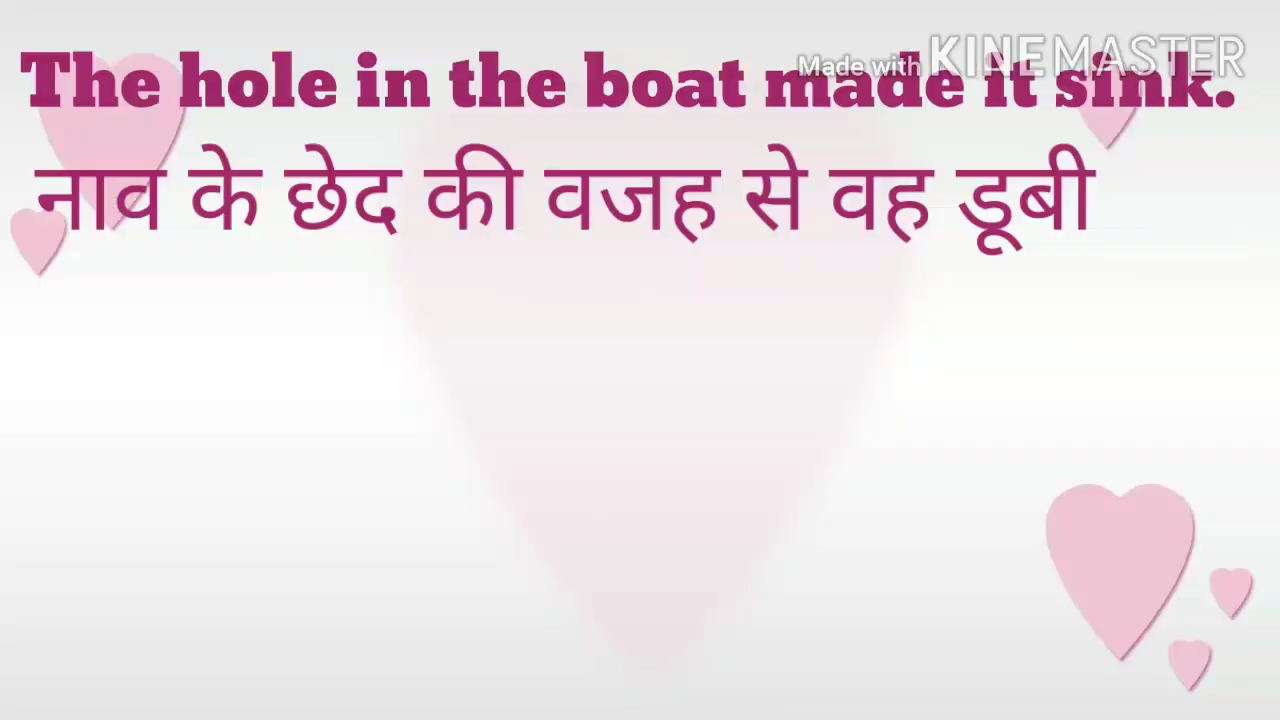 Made with KINEMASTER
The hole in the boat made it sink.
नाव के छेद की वजह से वह डूबी